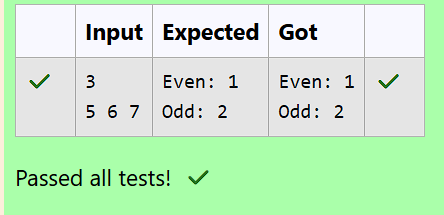 Input Expected Got
3 Even: 1 Even: 1
5 6 7 Odd: 2 Odd: 2
Passed all tests!